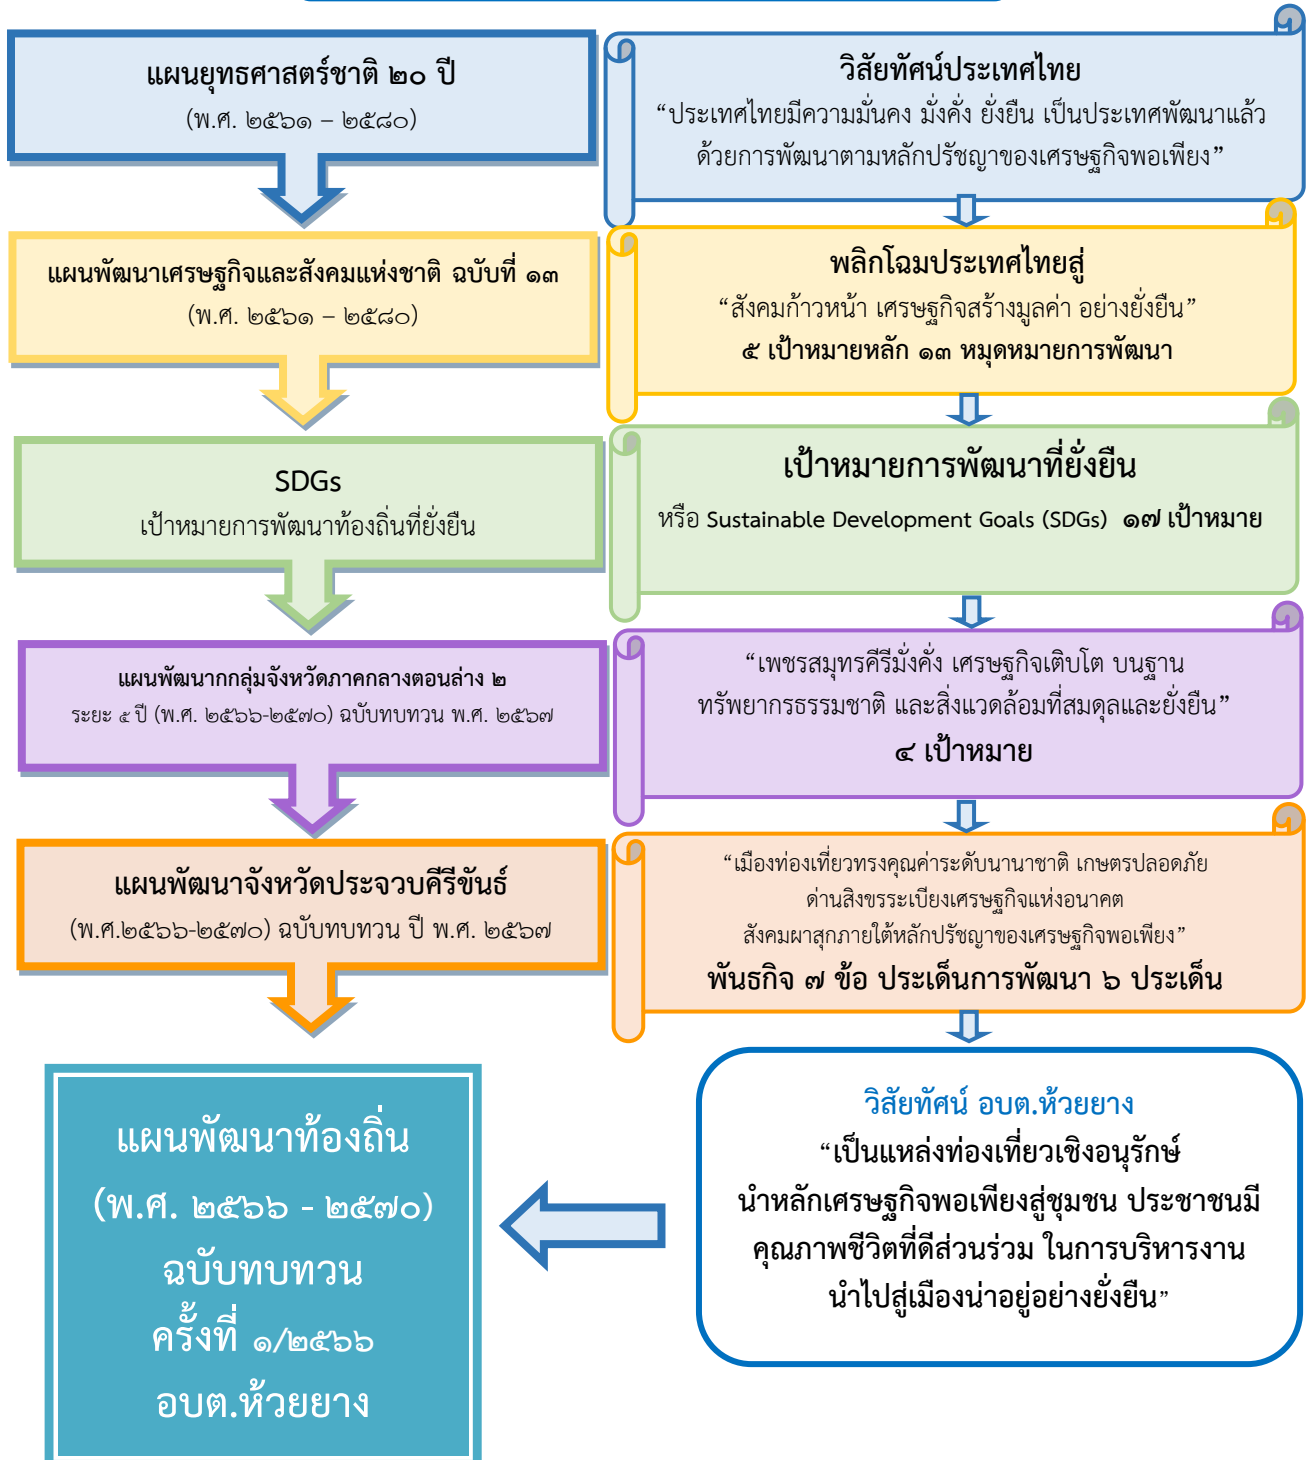 แผนยุทธศาสตร์ชาติ ๒๐ ปี
(พ.ศ. ๒๕๖๑ – ๒๕๘๐)
วิสัยทัศน์ประเทศไทย
“ประเทศไทยมีความมั่นคง มั่งคั่ง ยั่งยืน เป็นประเทศพัฒนาแล้ว
ด้วยการพัฒนาตามหลักปรัชญาของเศรษฐกิจพอเพียง”
แผนพัฒนาเศรษฐกิจและสังคมแห่งชาติ ฉบับที่ ๑๓
(พ.ศ. ๒๕๖๑ – ๒๕๘๐)
พลิกโฉมประเทศไทยสู่
“สังคมก้าวหน้า เศรษฐกิจสร้างมูลค่า อย่างยั่งยืน”
๕ เป้าหมายหลัก ๑๓ หมุดหมายการพัฒนา
SDGs
เป้าหมายการพัฒนาท้องถิ่นที่ยั่งยืน
เป้าหมายการพัฒนาที่ยั่งยืน
หรือ Sustainable Development Goals (SDGs) ๑๗ เป้าหมาย
แผนพัฒนากกลุ่มจังหวัดภาคกลางตอนล่าง ๒
ระยะ ๕ ปี (พ.ศ. ๒๕๖๖-๒๕๗๐) ฉบับทบทวน พ.ศ. ๒๕๖๗
“เพชรสมุทรคีรีมั่งคั่ง เศรษฐกิจเติบโต บนฐาน
ทรัพยากรธรรมชาติ และสิ่งแวดล้อมที่สมดุลและยั่งยืน”
๔ เป้าหมาย
แผนพัฒนาจังหวัดประจวบคีรีขันธ์
(พ.ศ.๒๕๖๖-๒๕๗๐) ฉบับทบทวน ปี พ.ศ. ๒๕๖๗
“เมืองท่องเที่ยวทรงคุณค่าระดับนานาชาติ เกษตรปลอดภัย
ด่านสิงขรระเบียงเศรษฐกิจแห่งอนาคต
สังคมผาสุกภายใต้หลักปรัชญาของเศรษฐกิจพอเพียง”
พันธกิจ ๗ ข้อ ประเด็นการพัฒนา ๖ ประเด็น
แผนพัฒนาท้องถิ่น
(พ.ศ. ๒๕๖๖ - ๒๕๗๐)
ฉบับทบทวน
ครั้งที่ ๑/๒๕๖๖
อบต.ห้วยยาง
วิสัยทัศน์ อบต.ห้วยยาง
“เป็นแหล่งท่องเที่ยวเชิงอนุรักษ์
นำหลักเศรษฐกิจพอเพียงสู่ชุมชน ประชาชนมี
คุณภาพชีวิตที่ดีส่วนร่วม ในการบริหารงาน
นำไปสู่เมืองน่าอยู่อย่างยั่งยืน”